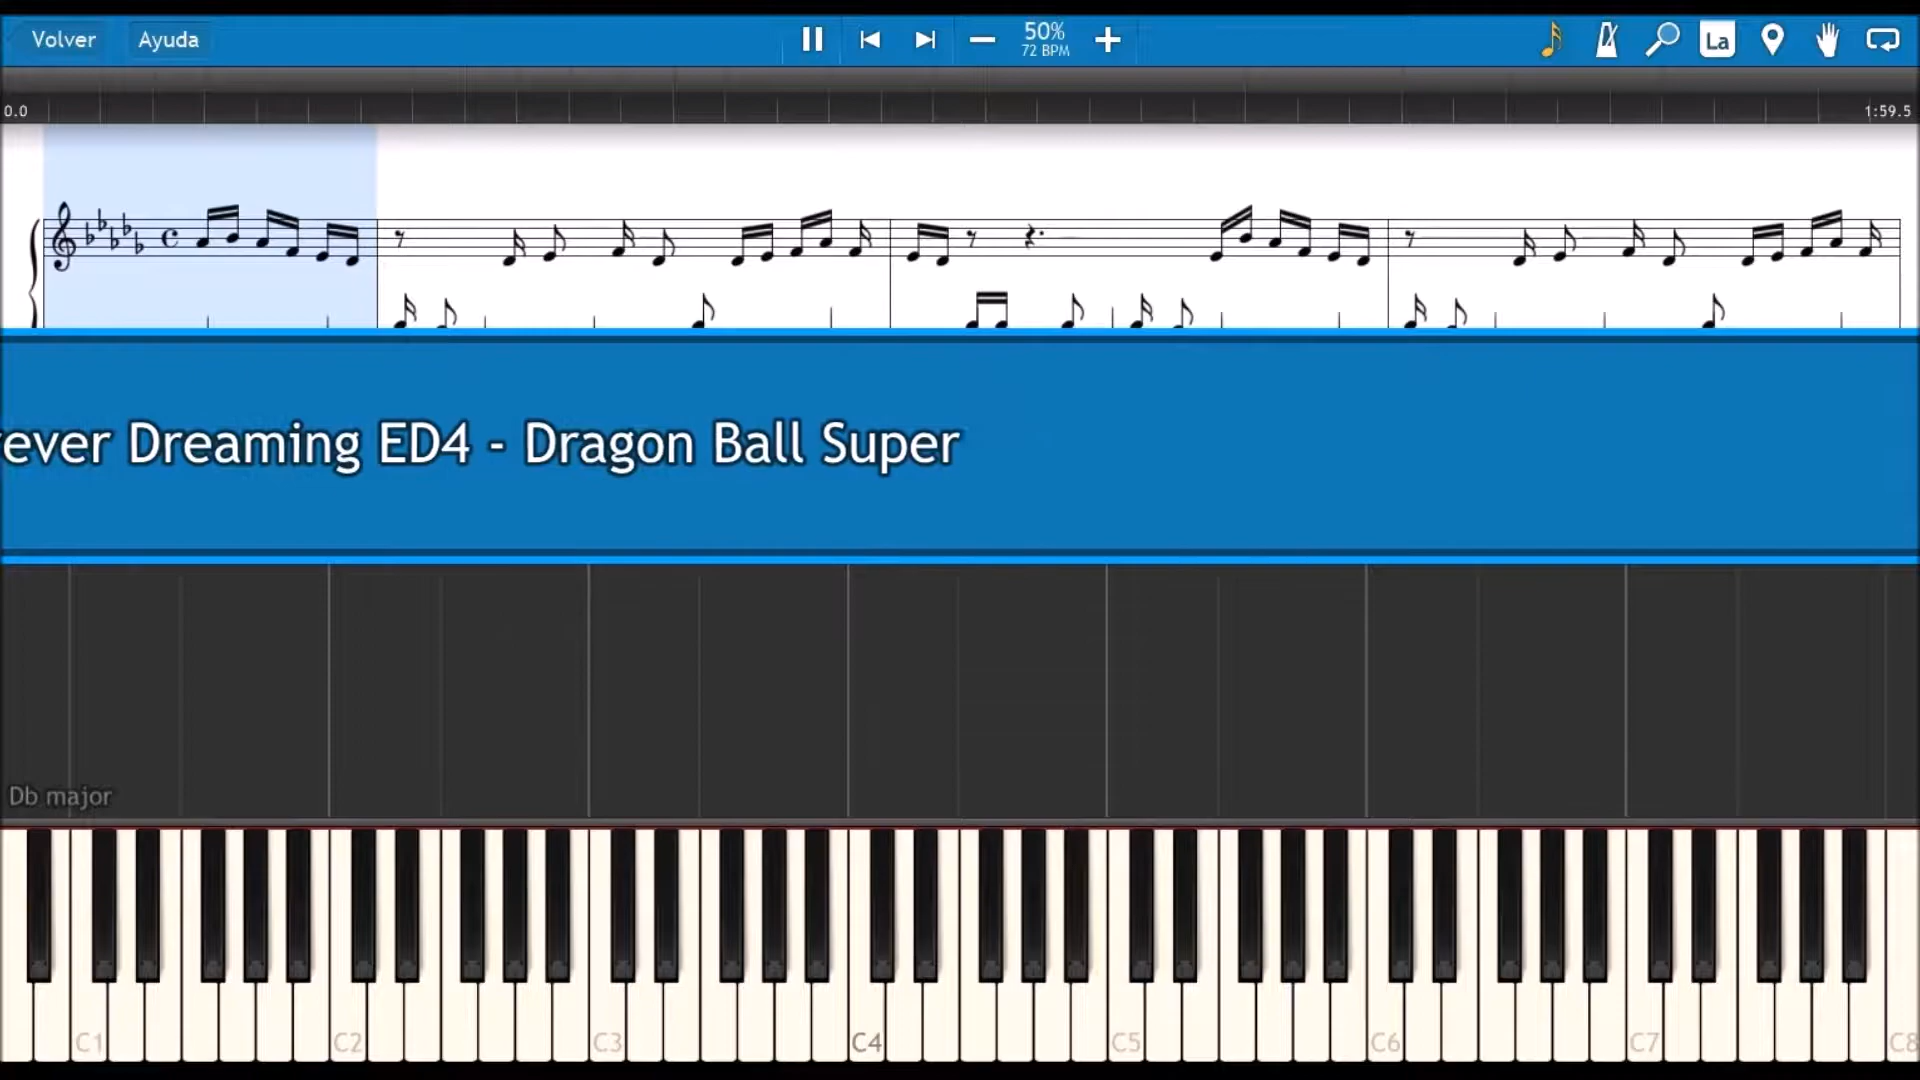 Volver Ayuda 50% La
72 BPM
0.0 1:59.5
ever Dreaming ED4 - Dragon Ball Super
Db major
C1 C2 C3 C4 C5 C6 C7 C8